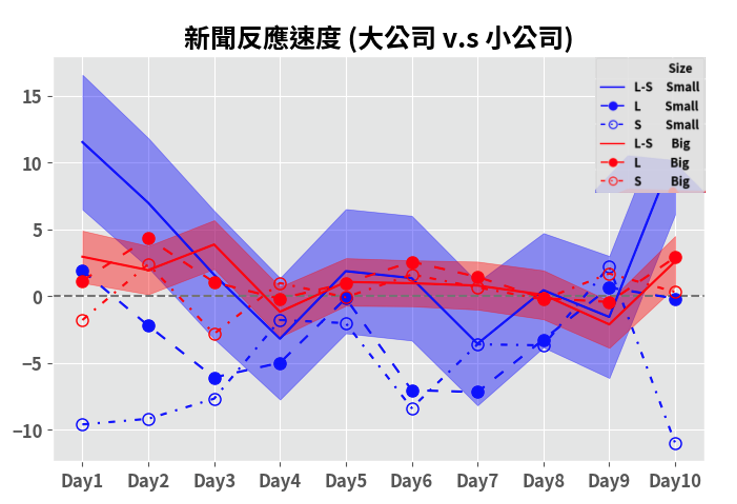 新聞反應速度 (大公司 v.s 小公司)
Size
L-S Small
L Small
S Small
L-S Big
L Big
S Big
15
10
5
0
−5
−10
Day1 Day2 Day3 Day4 Day5 Day6 Day7 Day8 Day9 Day10